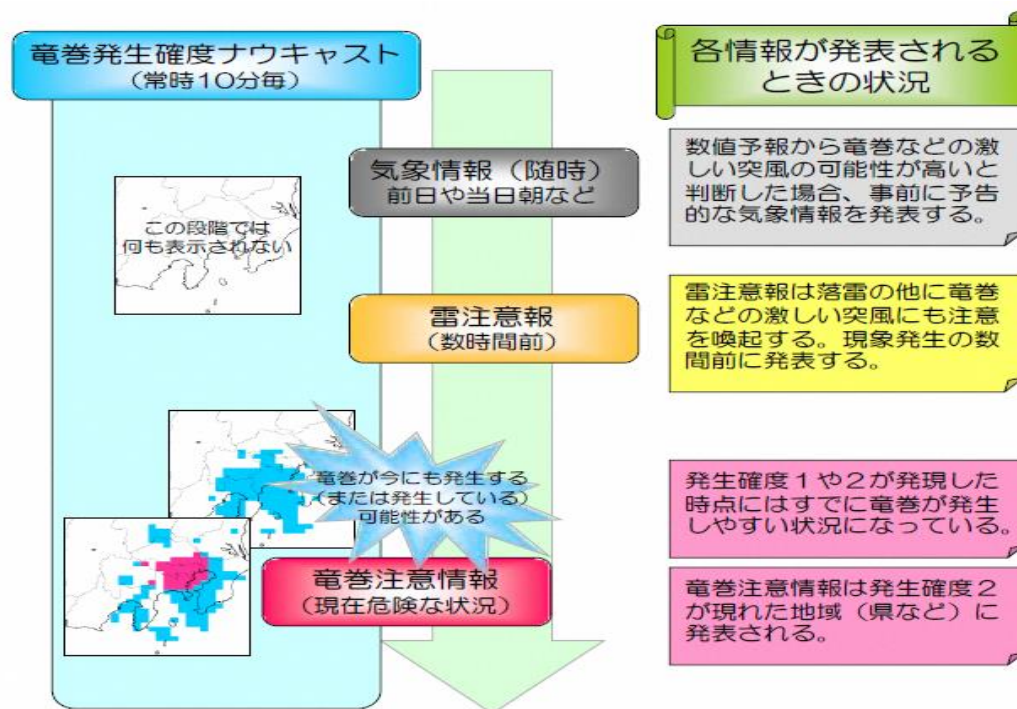 竜巻発生確度ナウキャスト
(常時10分毎)
各情報が発表される
ときの状況
気象情報(随時)
前日や当日朝など
数値予報から竜巻などの激
しい突風の可能性が高いと
判断した場合、事前に予告
的な気象情報を発表する。
この段階では
何も表示されない
雷注意報
(数時間前)
雷注意報は落雷の他に竜巻
などの激しい突風にも注意
を喚起する。現象発生の数
間前に発表する。
竜巻が今にも発生する
(または発生している)
可能性がある
発生確度1や2が発現した
時点にはすでに竜巻が発生
しやすい状況になっている。
竜巻注意情報
(現在危険な状況)
竜巻注意情報は発生確度2
が現れた地域(県など)に
発表される。